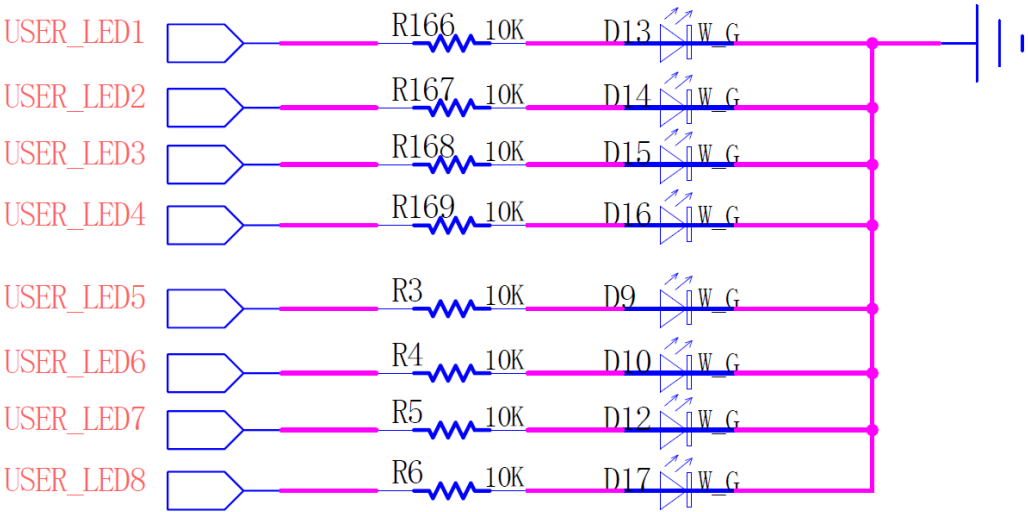 USER_LED1 R166 10K D13 W_G
USER_LED2 R167 10K D14 W_G
USER_LED3 R168 10K D15 W_G
USER_LED4 R169 10K D16 W_G
USER_LED5 R3 10K D9 W_G
USER_LED6 R4 10K D10 W_G
USER_LED7 R5 10K D12 W_G
USER_LED8 R6 10K D17 W_G